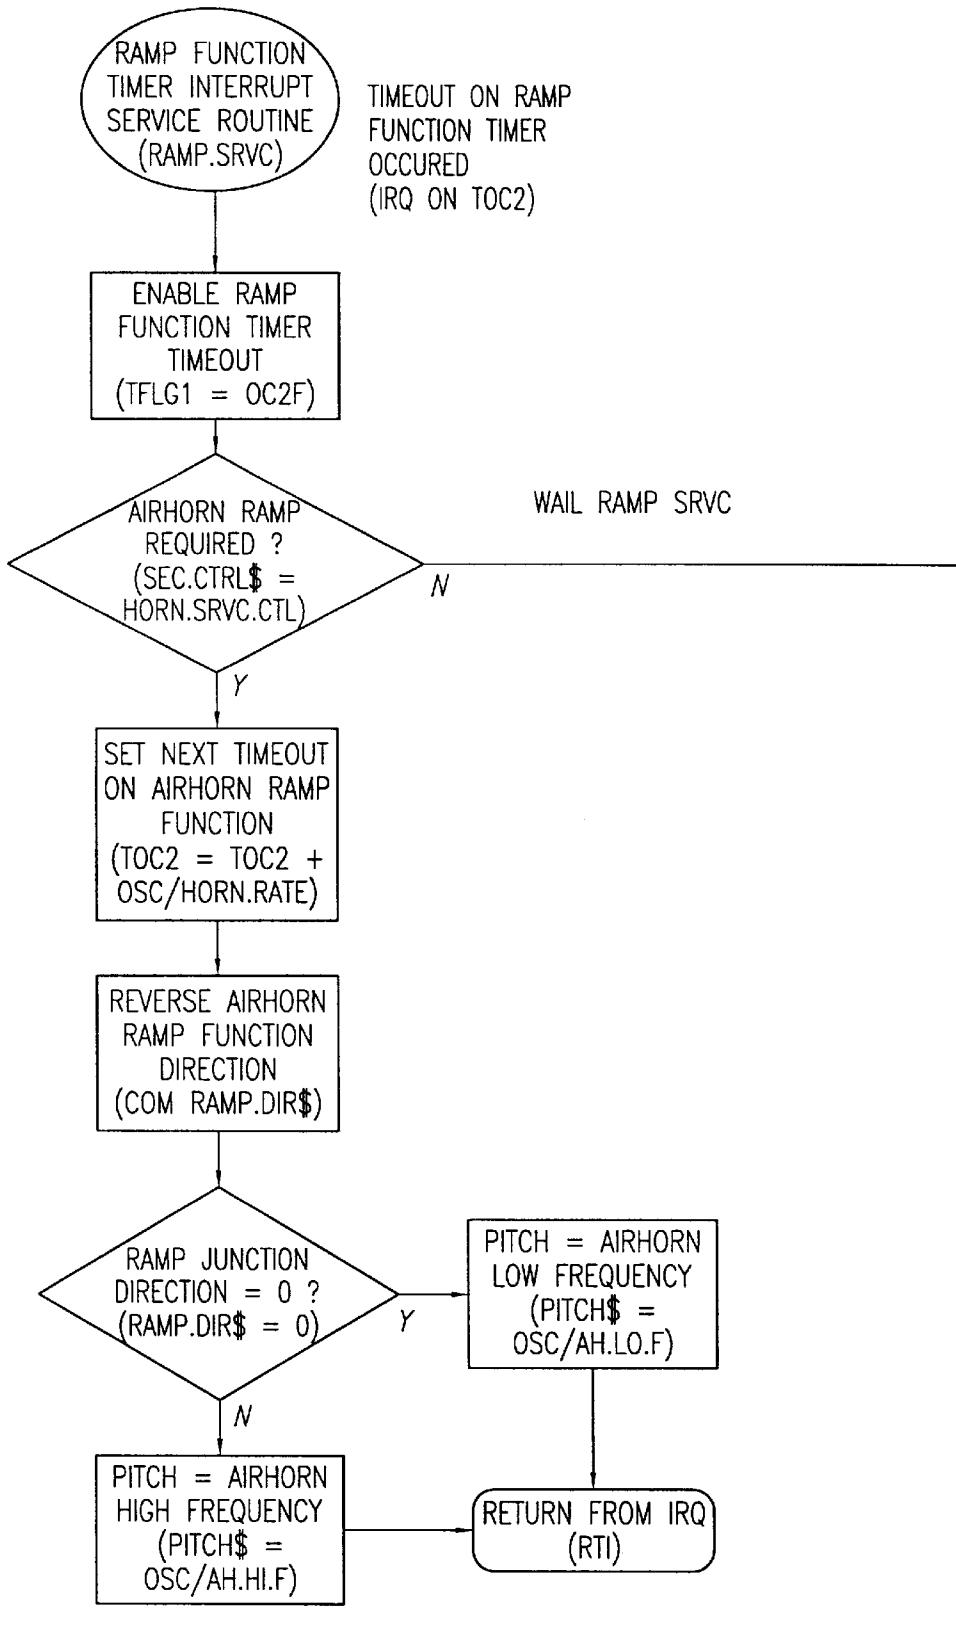 RAMP FUNCTION
TIMER INTERRUPT
SERVICE ROUTINE
(RAMP.SRVC)
TIMEOUT ON RAMP
FUNCTION TIMER
OCCURED
(IRQ ON TOC2)
ENABLE RAMP
FUNCTION TIMER
TIMEOUT
(TFLG1 = OC2F)
AIRHORN RAMP
REQUIRED ?
(SEC.CTRL$ =
HORN.SRVC.CTL)
WAIL RAMP SRVC
N
Y
SET NEXT TIMEOUT
ON AIRHORN RAMP
FUNCTION
(TOC2 = TOC2 +
OSC/HORN.RATE)
REVERSE AIRHORN
RAMP FUNCTION
DIRECTION
(COM RAMP.DIR$)
RAMP JUNCTION
DIRECTION = 0 ?
(RAMP.DIR$ = 0)
Y
PITCH = AIRHORN
LOW FREQUENCY
(PITCH$ =
OSC/AH.LO.F)
N
PITCH = AIRHORN
HIGH FREQUENCY
(PITCH$ =
OSC/AH.HI.F)
RETURN FROM IRQ
(RTI)